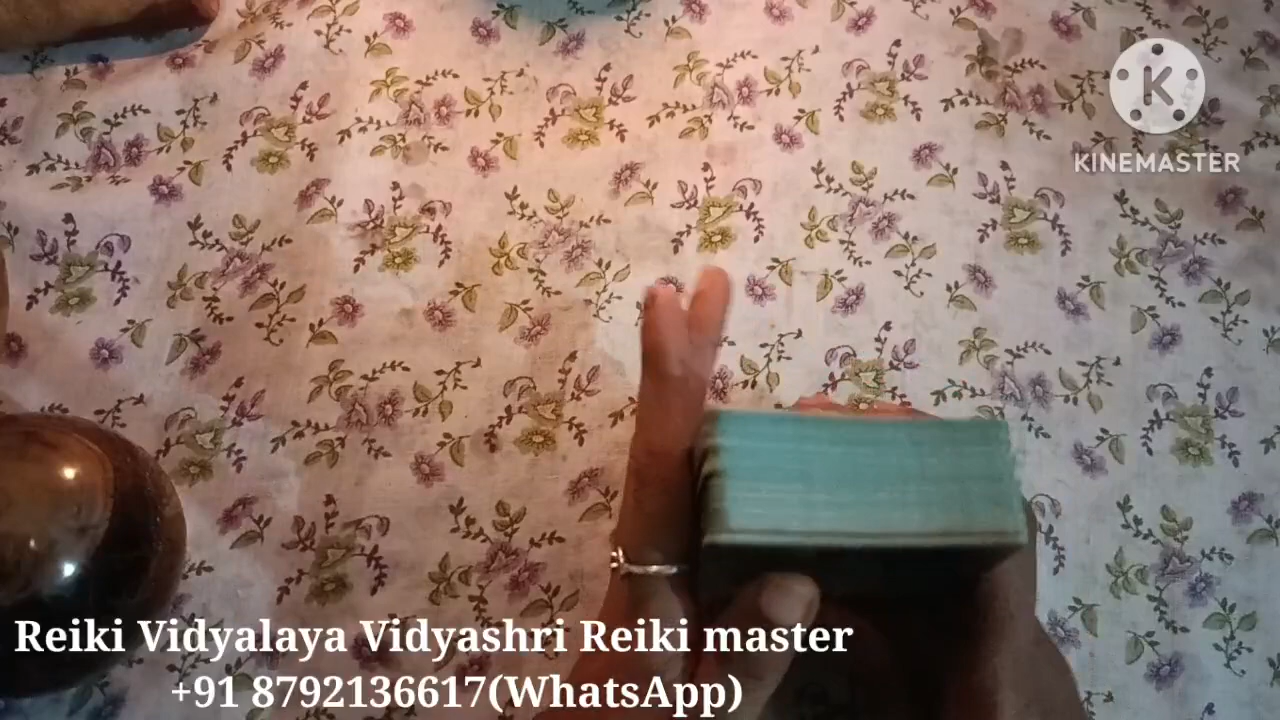 K
KINEMASTER
Reiki Vidyalaya Vidyashri Reiki master
+91 8792136617(WhatsApp)